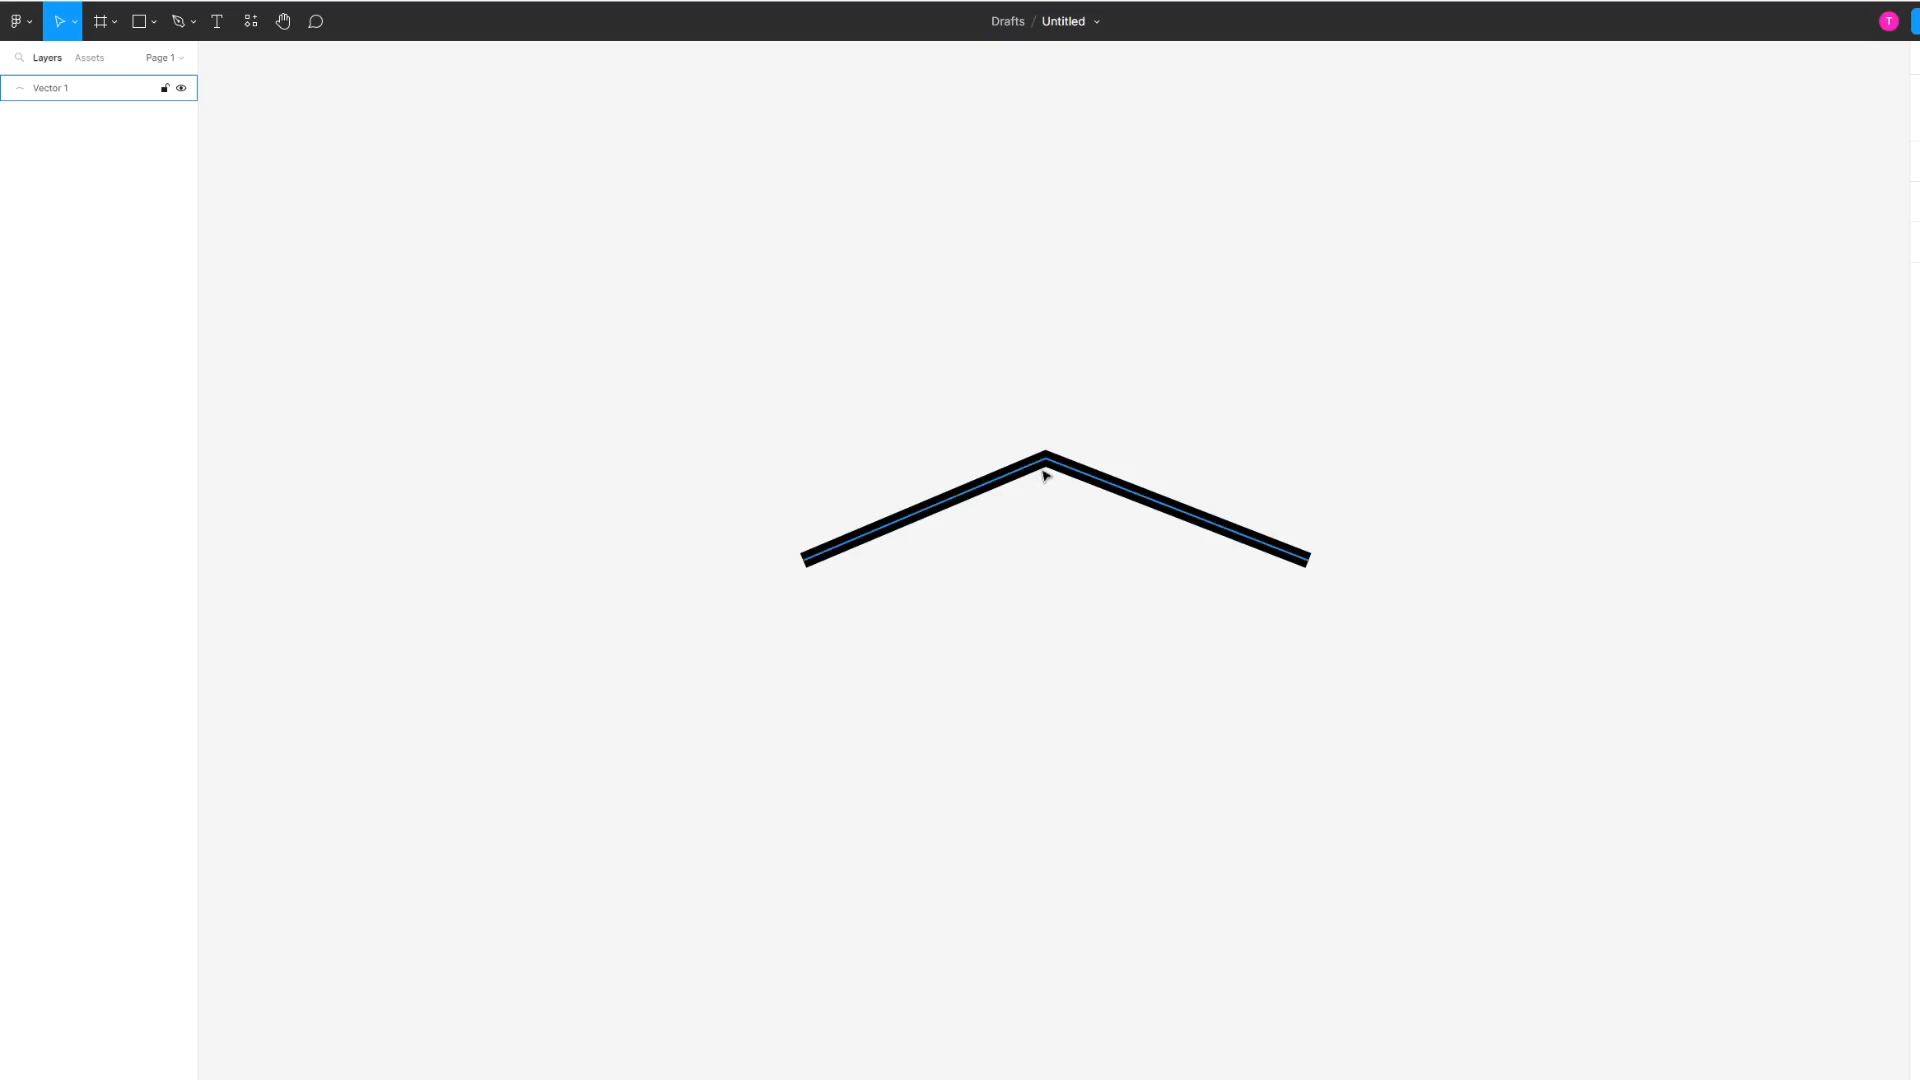 Drafts / Untitled
T
Layers Assets Page 1
Vector 1